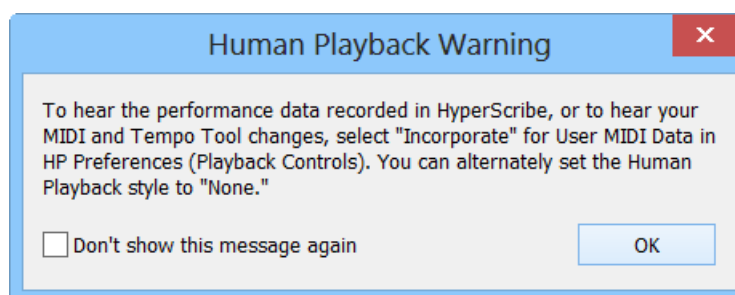 Human Playback Warning
To hear the performance data recorded in HyperScribe, or to hear your
MIDI and Tempo Tool changes, select "Incorporate" for User MIDI Data in
HP Preferences (Playback Controls). You can alternately set the Human
Playback style to "None."
Don't show this message again
OK